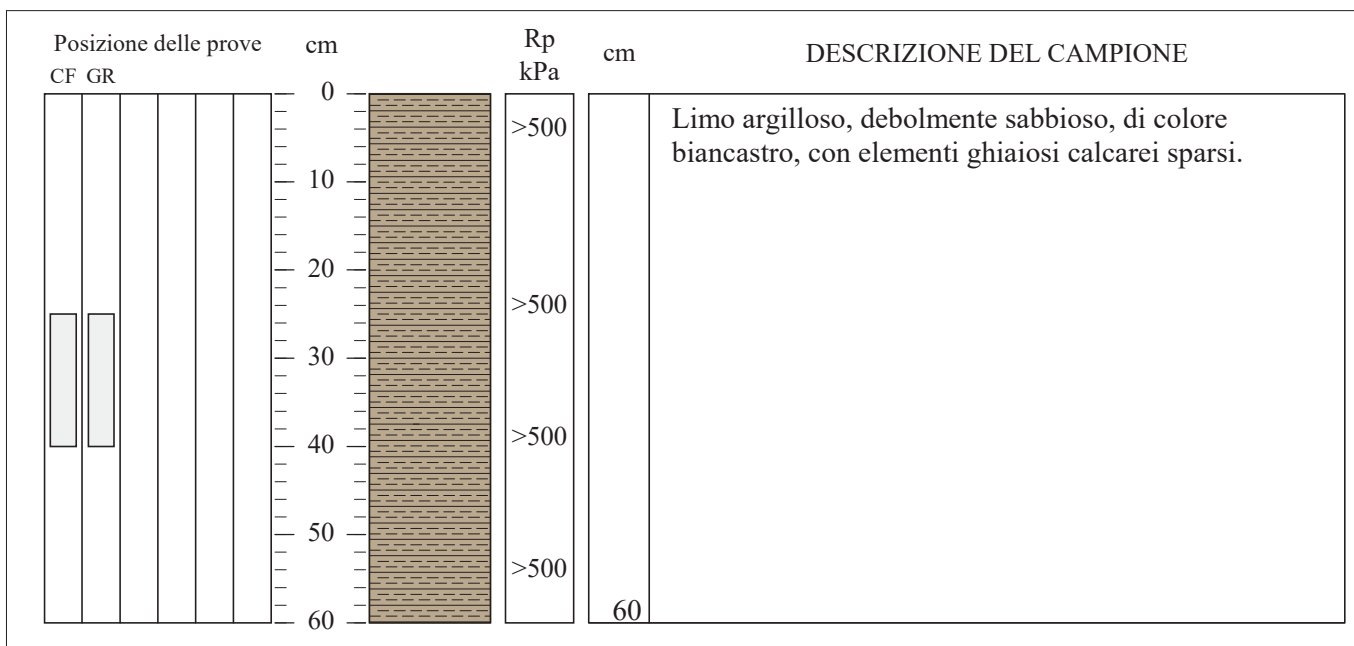 Posizione delle prove
CF GR
cm
Rp
kPa
cm
DESCRIZIONE DEL CAMPIONE
0
10
20
30
40
50
60
>500
>500
>500
>500
60
Limo argilloso, debolmente sabbioso, di colore
biancastro, con elementi ghiaiosi calcarei sparsi.